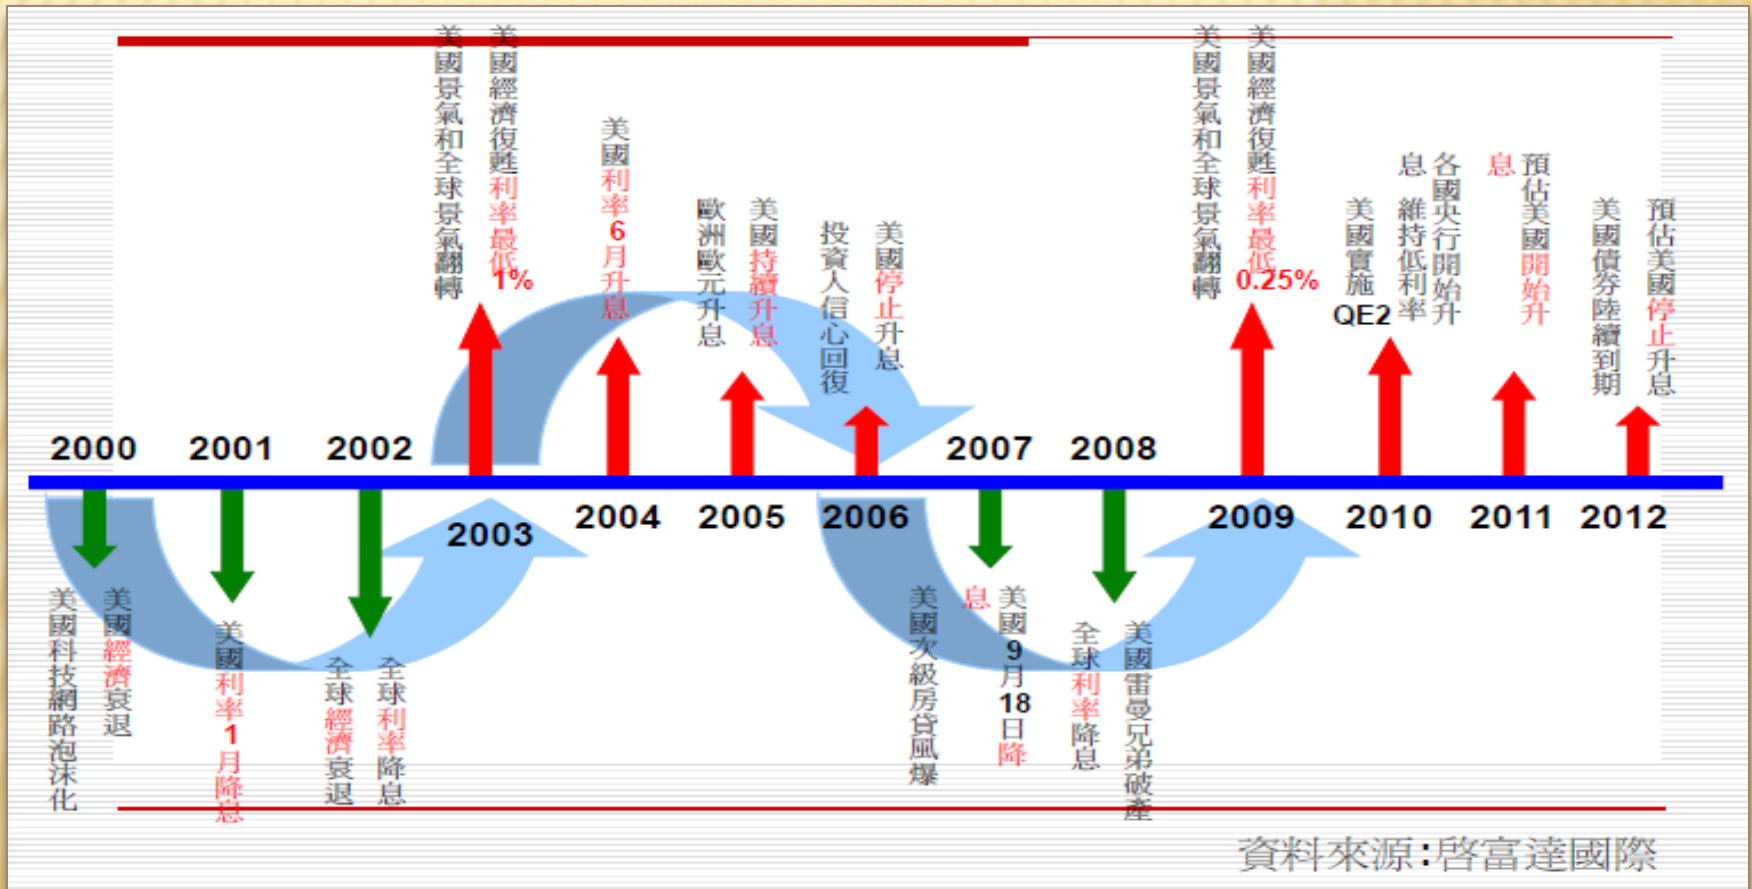 2000
美國經濟衰退
美國科技網路泡沫化
2001
美國利率1月降息
2002
全球利率降息
全球經濟衰退
美國經濟復甦利率最低
1%
美國景氣和全球景氣翻轉
2003
美國利率6月升息
2004
美國持續升息
歐洲歐元升息
2005
美國停止升息
投資人信心回復
2006
2007
美國9月18日降
息
美國次級房貸風爆
2008
美國雷曼兄弟破產
全球利率降息
美國經濟復甦利率最低
0.25%
美國景氣和全球景氣翻轉
2009
各國央行開始升
息 維持低利率
美國實施
QE2
2010
預估美國開始升
息
2011
預估美國停止升息
美國債券陸續到期
2012
資料來源:啓富達國際